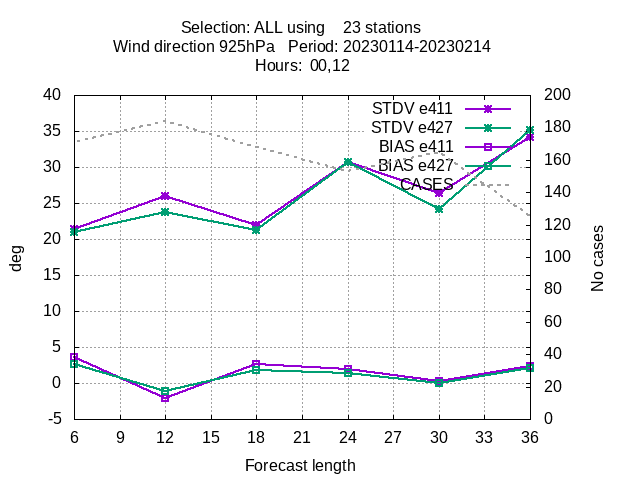 Selection: ALL using    23 stations
Wind direction 925hPa   Period: 20230114-20230214
Hours:  00,12
STDV e411
STDV e427
BIAS e411
BIAS e427
CASES
40
35
30
25
20
15
10
5
0
-5
deg
200
180
160
140
120
100
80
60
40
20
0
No cases
6 9 12 15 18 21 24 27 30 33 36
Forecast length